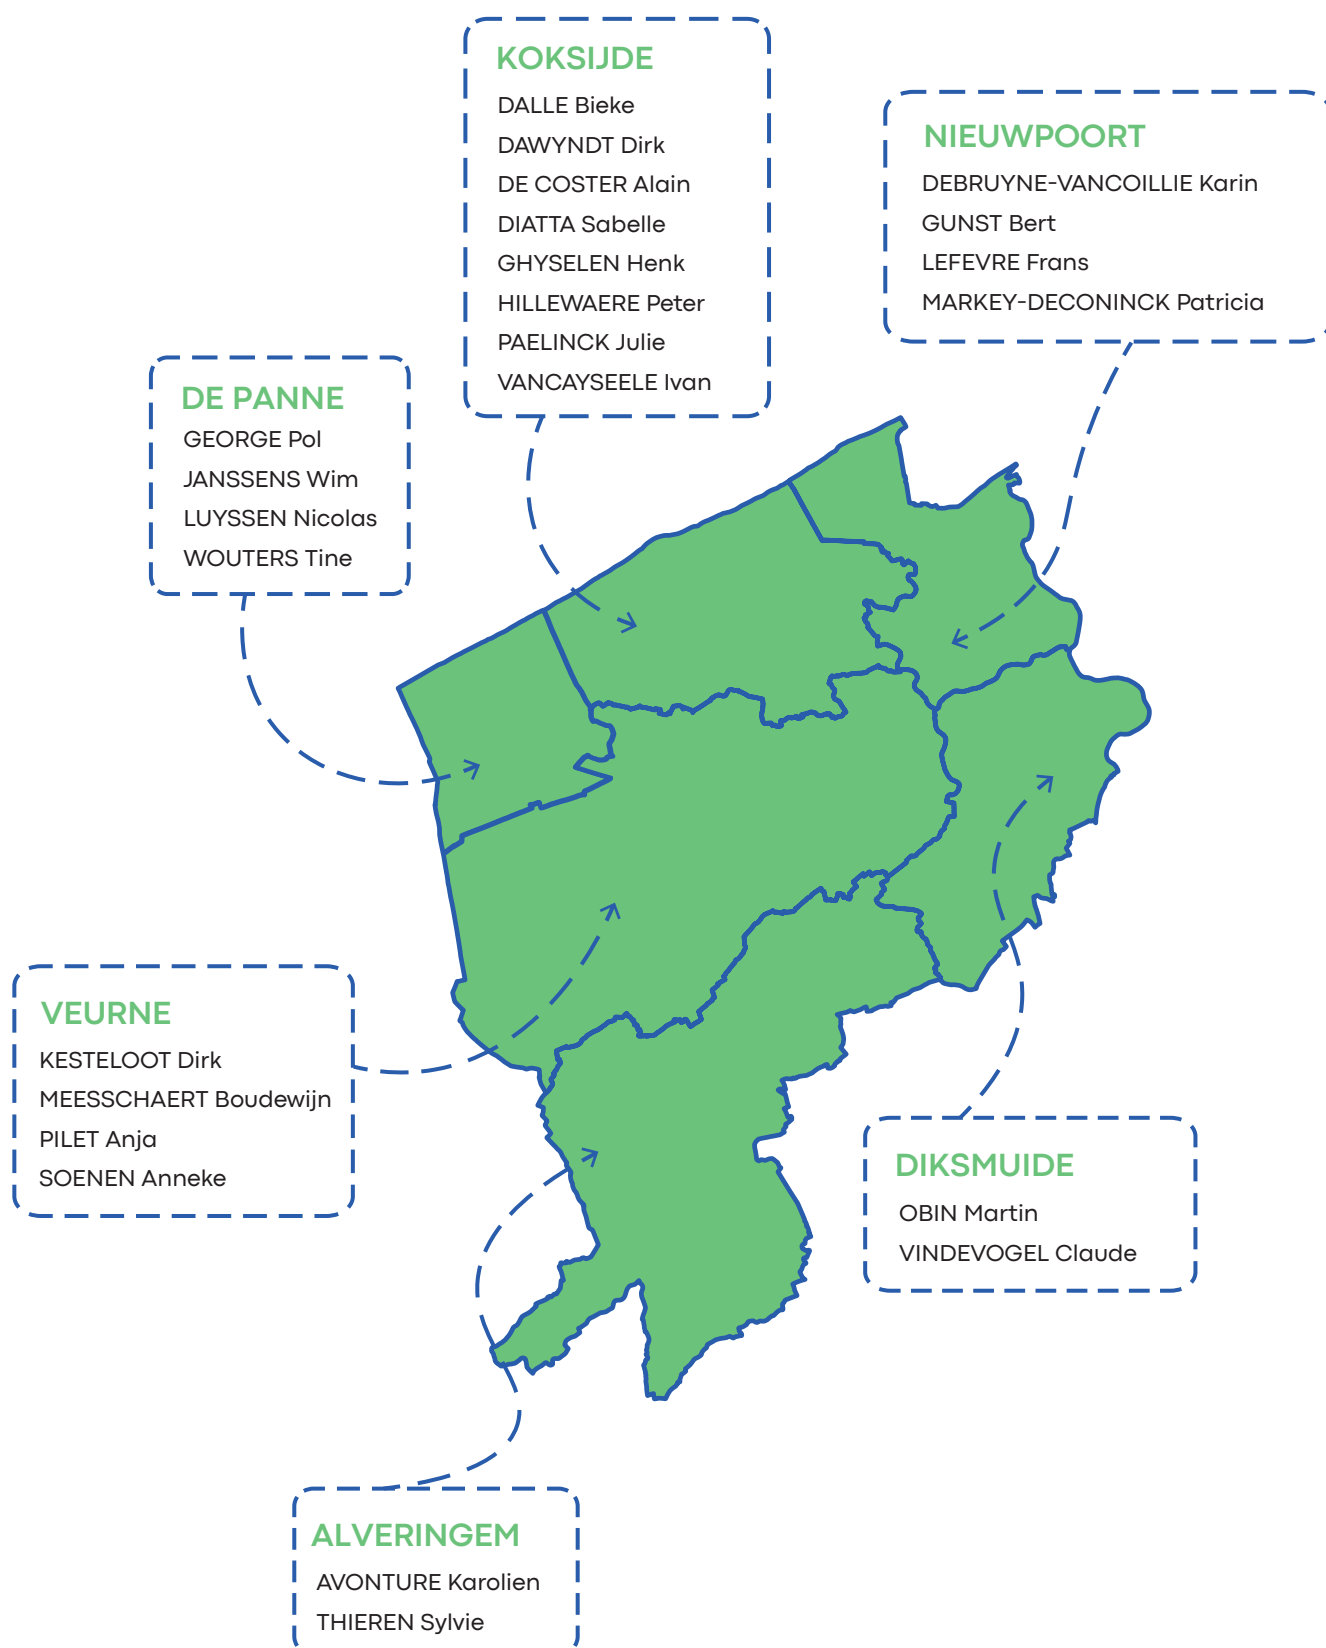 KOKSIJDE
DALLE Bieke
DAWYNDT Dirk
DE COSTER Alain
DIATTA Sabelle
GHYSELEN Henk
HILLEWAERE Peter
PAELINCK Julie
VANCAYSEELE Ivan
NIEUWPOORT
DEBRUYNE-VANCOILLIE Karin
GUNST Bert
LEFEVRE Frans
MARKEY-DECONINCK Patricia
DE PANNE
GEORGE Pol
JANSSENS Wim
LUYSSEN Nicolas
WOUTERS Tine
VEURNE
KESTELOOT Dirk
MEESSCHAERT Boudewijn
PILET Anja
SOENEN Anneke
DIKSMUIDE
OBIN Martin
VINDEVOGEL Claude
ALVERINGEM
AVONTURE Karolien
THIEREN Sylvie